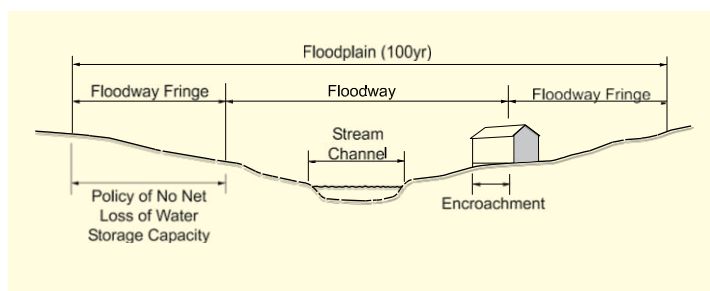 Floodplain (100yr)
Floodway Fringe
Floodway
Floodway Fringe
Stream
Channel
Policy of No Net
Loss of Water
Storage Capacity
Encroachment